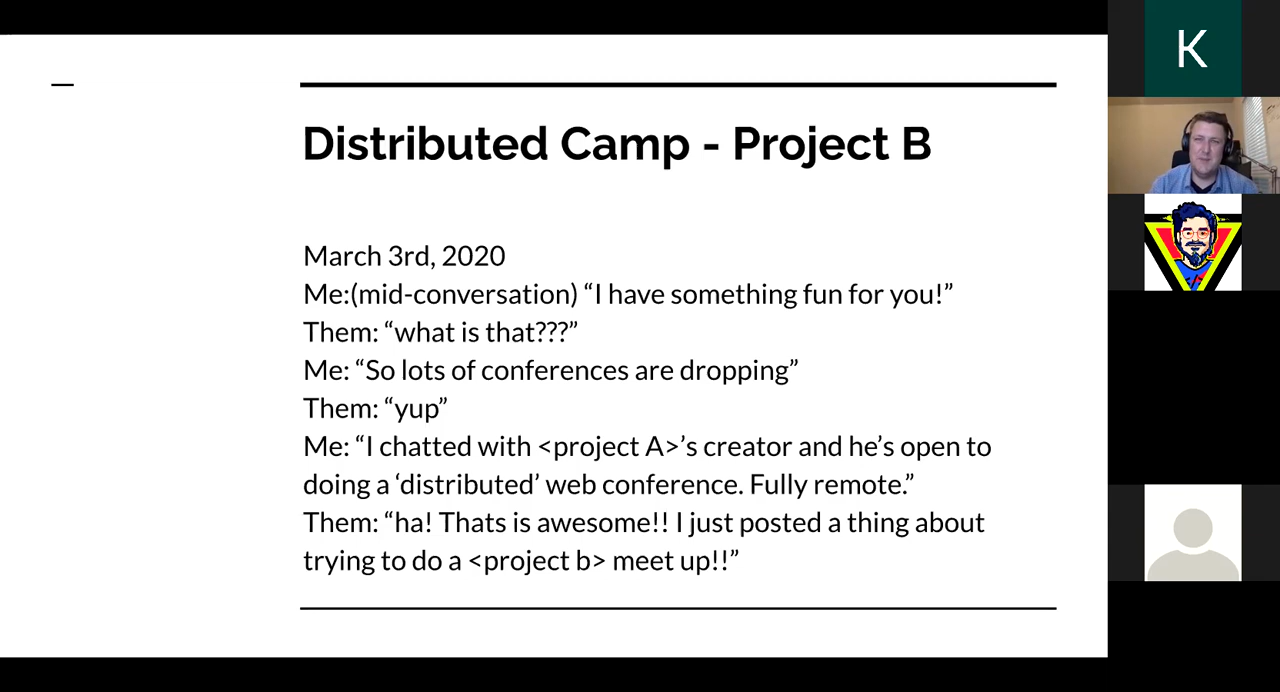 K
Distributed Camp - Project B
March 3rd, 2020
Me:(mid-conversation) “I have something fun for you!”
Them: “what is that???”
Me: “So lots of conferences are dropping”
Them: “yup”
Me: “I chatted with <project A>’s creator and he’s open to
doing a ‘distributed’ web conference. Fully remote.”
Them: “ha! Thats is awesome!! I just posted a thing about
trying to do a <project b> meet up!!”